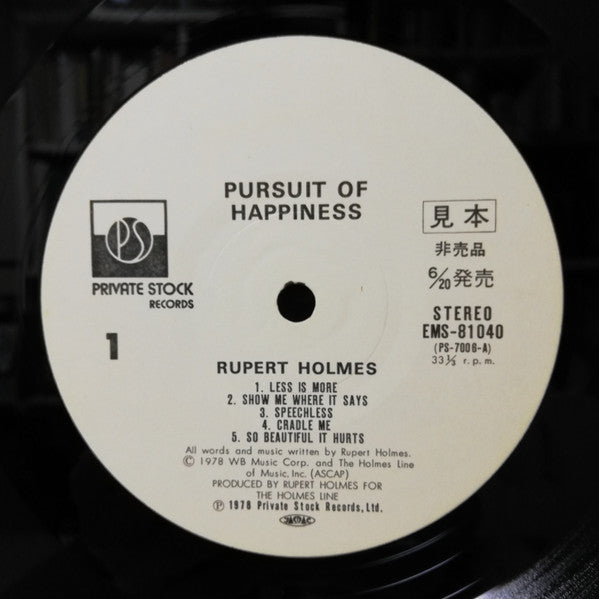 PURSUIT OF
HAPPINESS
PS
PRIVATE STOCK
RECORDS
1
見本
非売品
6/20発売
STEREO
EMS-81040
(PS-7006-A)
33⅓ r.p.m.
RUPERT HOLMES
1. LESS IS MORE
2. SHOW ME WHERE IT SAYS
3. SPEECHLESS
4. CRADLE ME
5. SO BEAUTIFUL IT HURTS
All words and music written by Rupert Holmes.
© 1978 WB Music Corp. and The Holmes Line
of Music, Inc. (ASCAP)
PRODUCED BY RUPERT HOLMES FOR
THE HOLMES LINE
℗ 1978 Private Stock Records, Ltd.
JASRAC